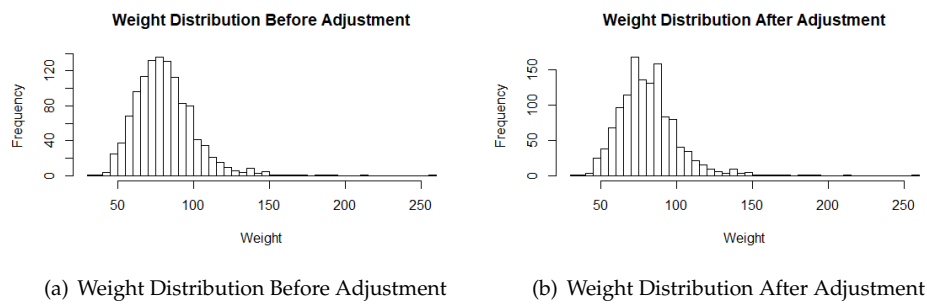 Weight Distribution Before Adjustment
Frequency
0
40
80
120
50
100
150
200
250
Weight
(a) Weight Distribution Before Adjustment
Weight Distribution After Adjustment
Frequency
0
50
100
150
50
100
150
200
250
Weight
(b) Weight Distribution After Adjustment